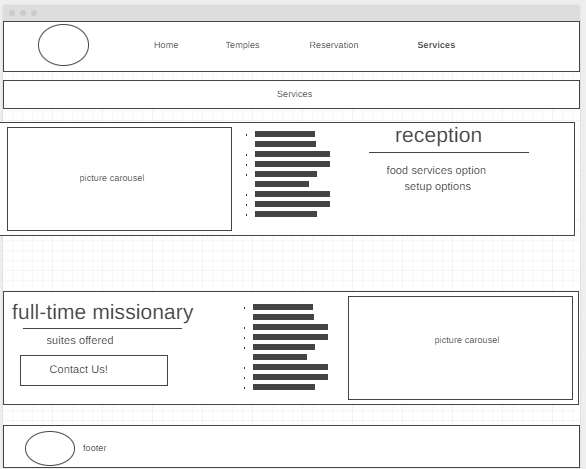 Home Temples Reservation Services
Services
picture carousel
reception
food services option
setup options
full-time missionary
suites offered
Contact Us!
picture carousel
footer